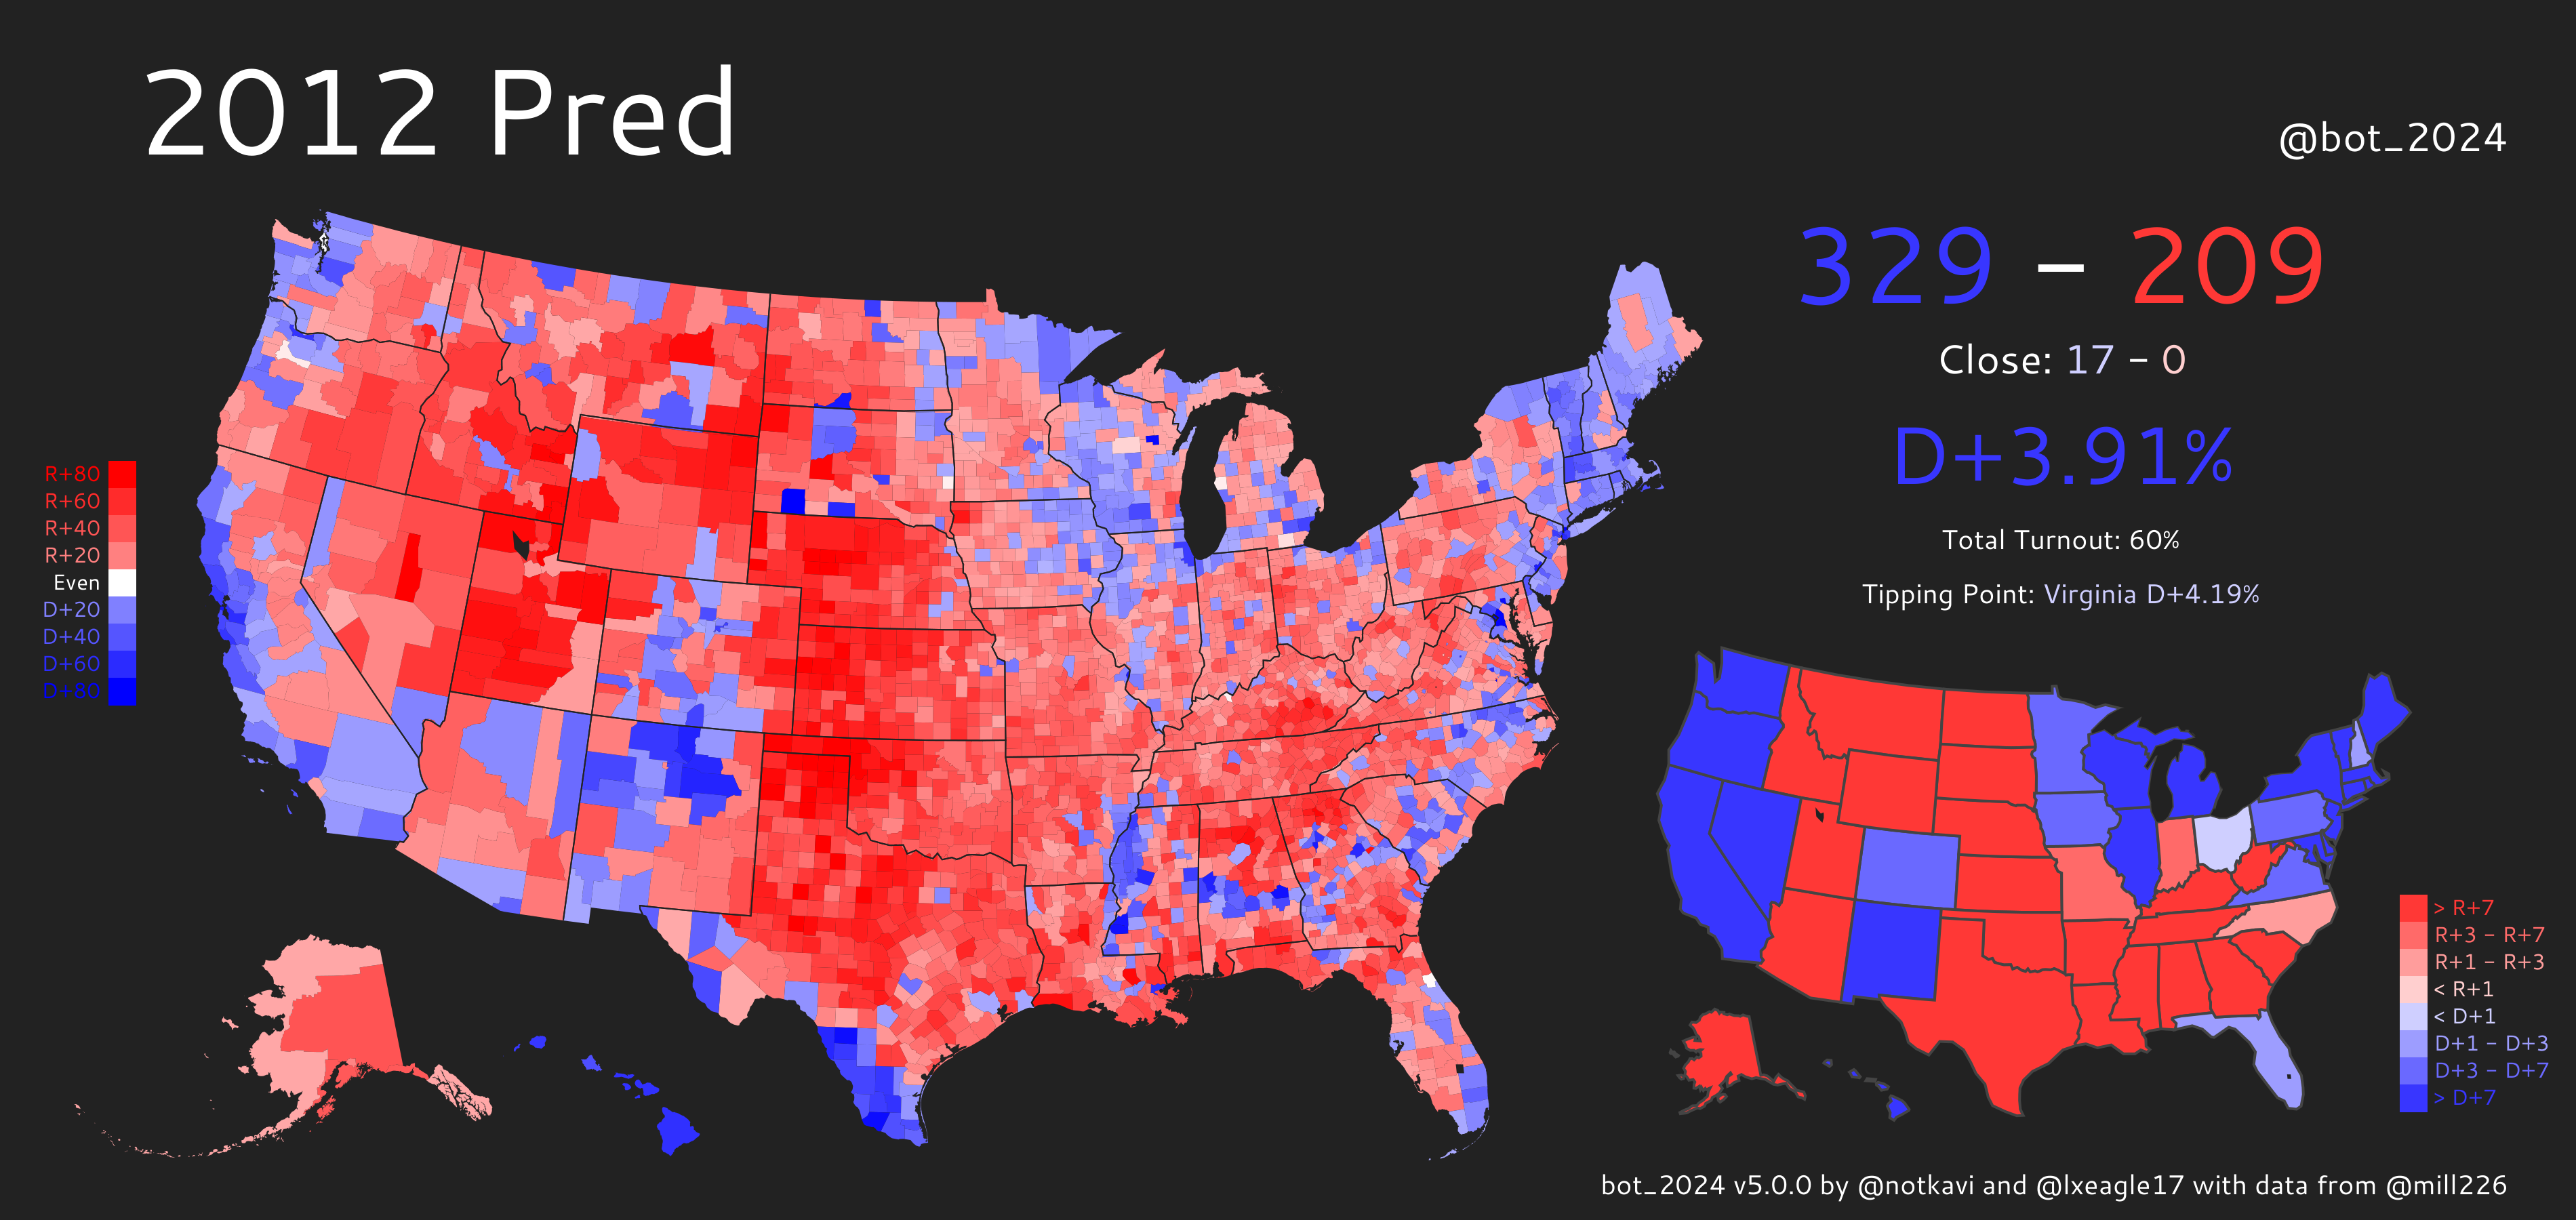 2012 Pred
@bot_2024
329 - 209
Close: 17 - 0
D+3.91%
Total Turnout: 60%
Tipping Point: Virginia D+4.19%
R+80
R+60
R+40
R+20
Even
D+20
D+40
D+60
D+80
> R+7
R+3 - R+7
R+1 - R+3
< R+1
< D+1
D+1 - D+3
D+3 - D+7
> D+7
bot_2024 v5.0.0 by @notkavi and @lxeagle17 with data from @mill226